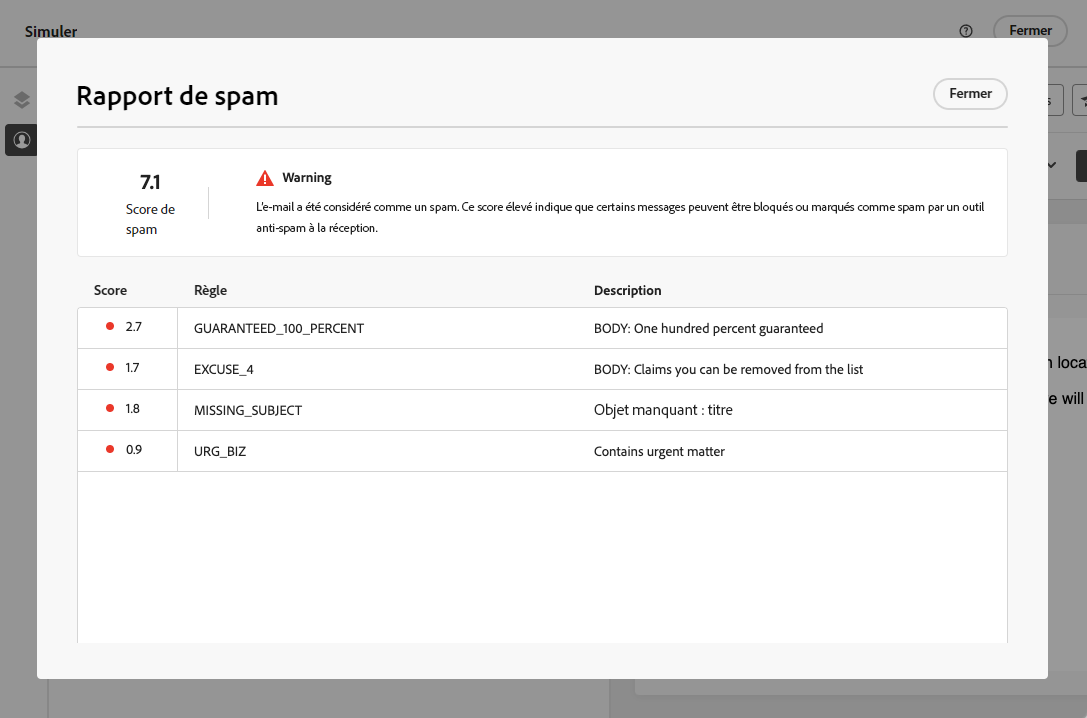 Simuler
Fermer
Rapport de spam
Fermer
7.1
Score de
spam
Warning
L'e-mail a été considéré comme un spam. Ce score élevé indique que certains messages peuvent être bloqués ou marqués comme spam par un outil
anti-spam à la réception.
Score Règle Description
2.7 GUARANTEED_100_PERCENT BODY: One hundred percent guaranteed
1.7 EXCUSE_4 BODY: Claims you can be removed from the list
1.8 MISSING_SUBJECT Objet manquant : titre
0.9 URG_BIZ Contains urgent matter
e will